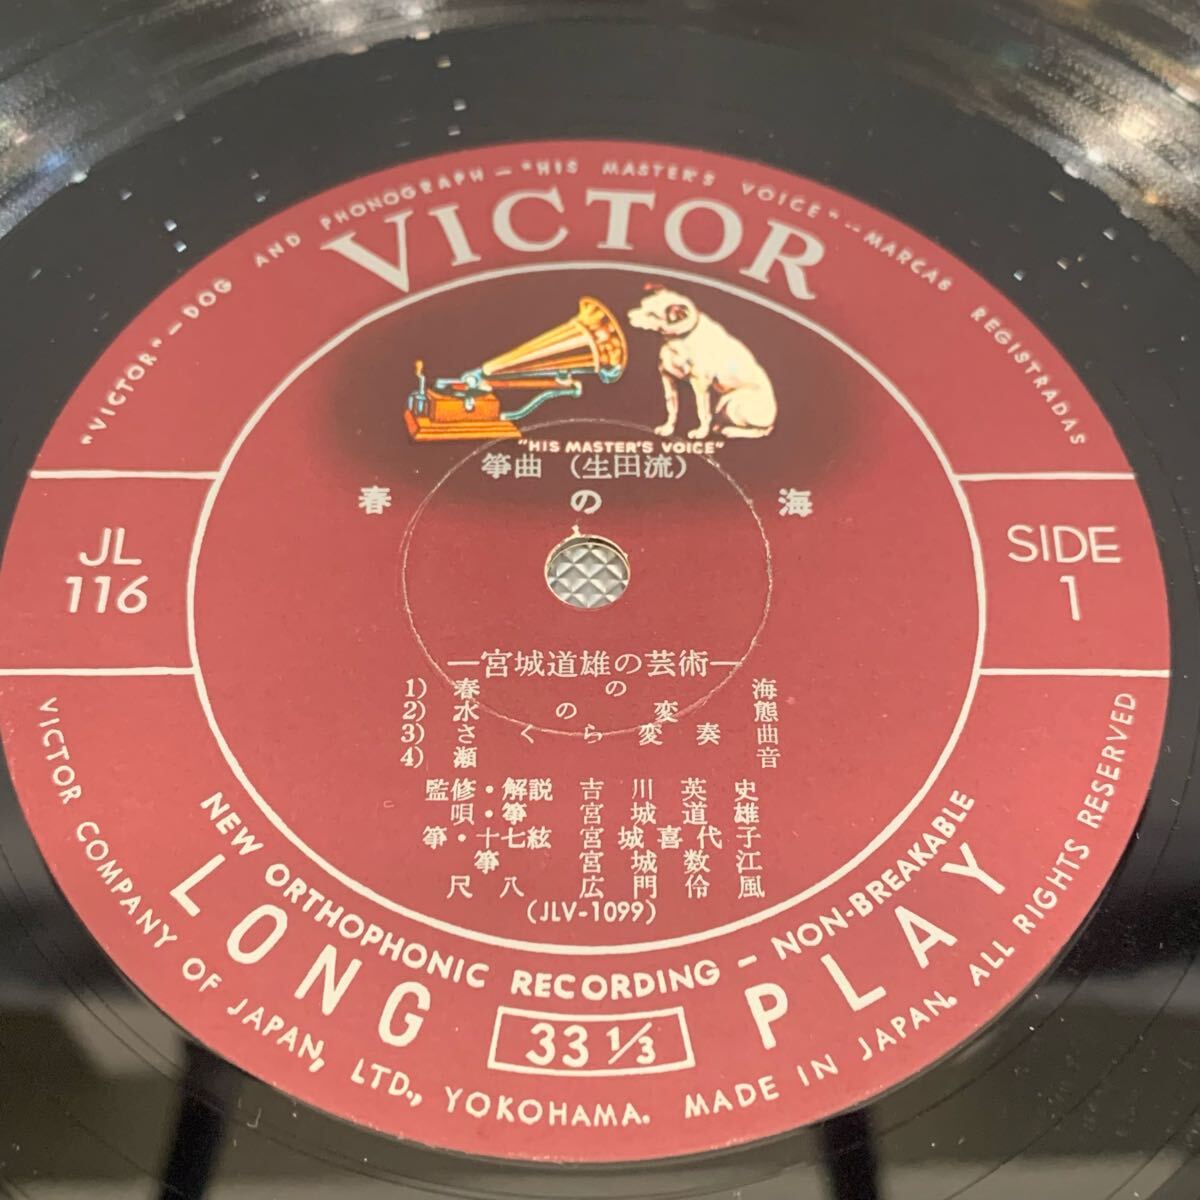 "VICTOR"—DOG AND PHONOGRAPH—"HIS MASTER'S VOICE"—MARCAS REGISTRADAS
VICTOR
"HIS MASTER'S VOICE"
箏曲（生田流）
春の海
JL
116
SIDE
1
—宮城道雄の芸術—
1) 春の海
2) 水の変態
3) さくら変奏曲
4) 瀬音
監修・解説 吉川英史
唄・箏 宮城道雄
箏・十七絃 宮城喜代子
箏 宮城数江
尺八 広門伶風
(JLV-1099)
NEW ORTHOPHONIC RECORDING – NON-BREAKABLE
LONG PLAY
33 1/3
VICTOR COMPANY OF JAPAN, LTD., YOKOHAMA. MADE IN JAPAN. ALL RIGHTS RESERVED